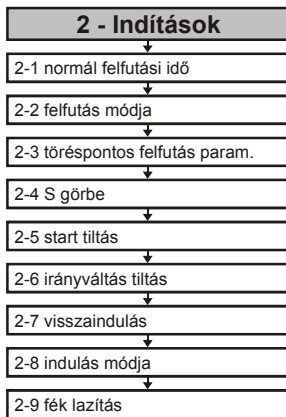 2 - Indítások
2-1 normál felfutási idő
2-2 felfutás módja
2-3 töréspontos felfutás param.
2-4 S görbe
2-5 start tiltás
2-6 irányváltás tiltás
2-7 visszaindulás
2-8 indulás módja
2-9 fék lazítás